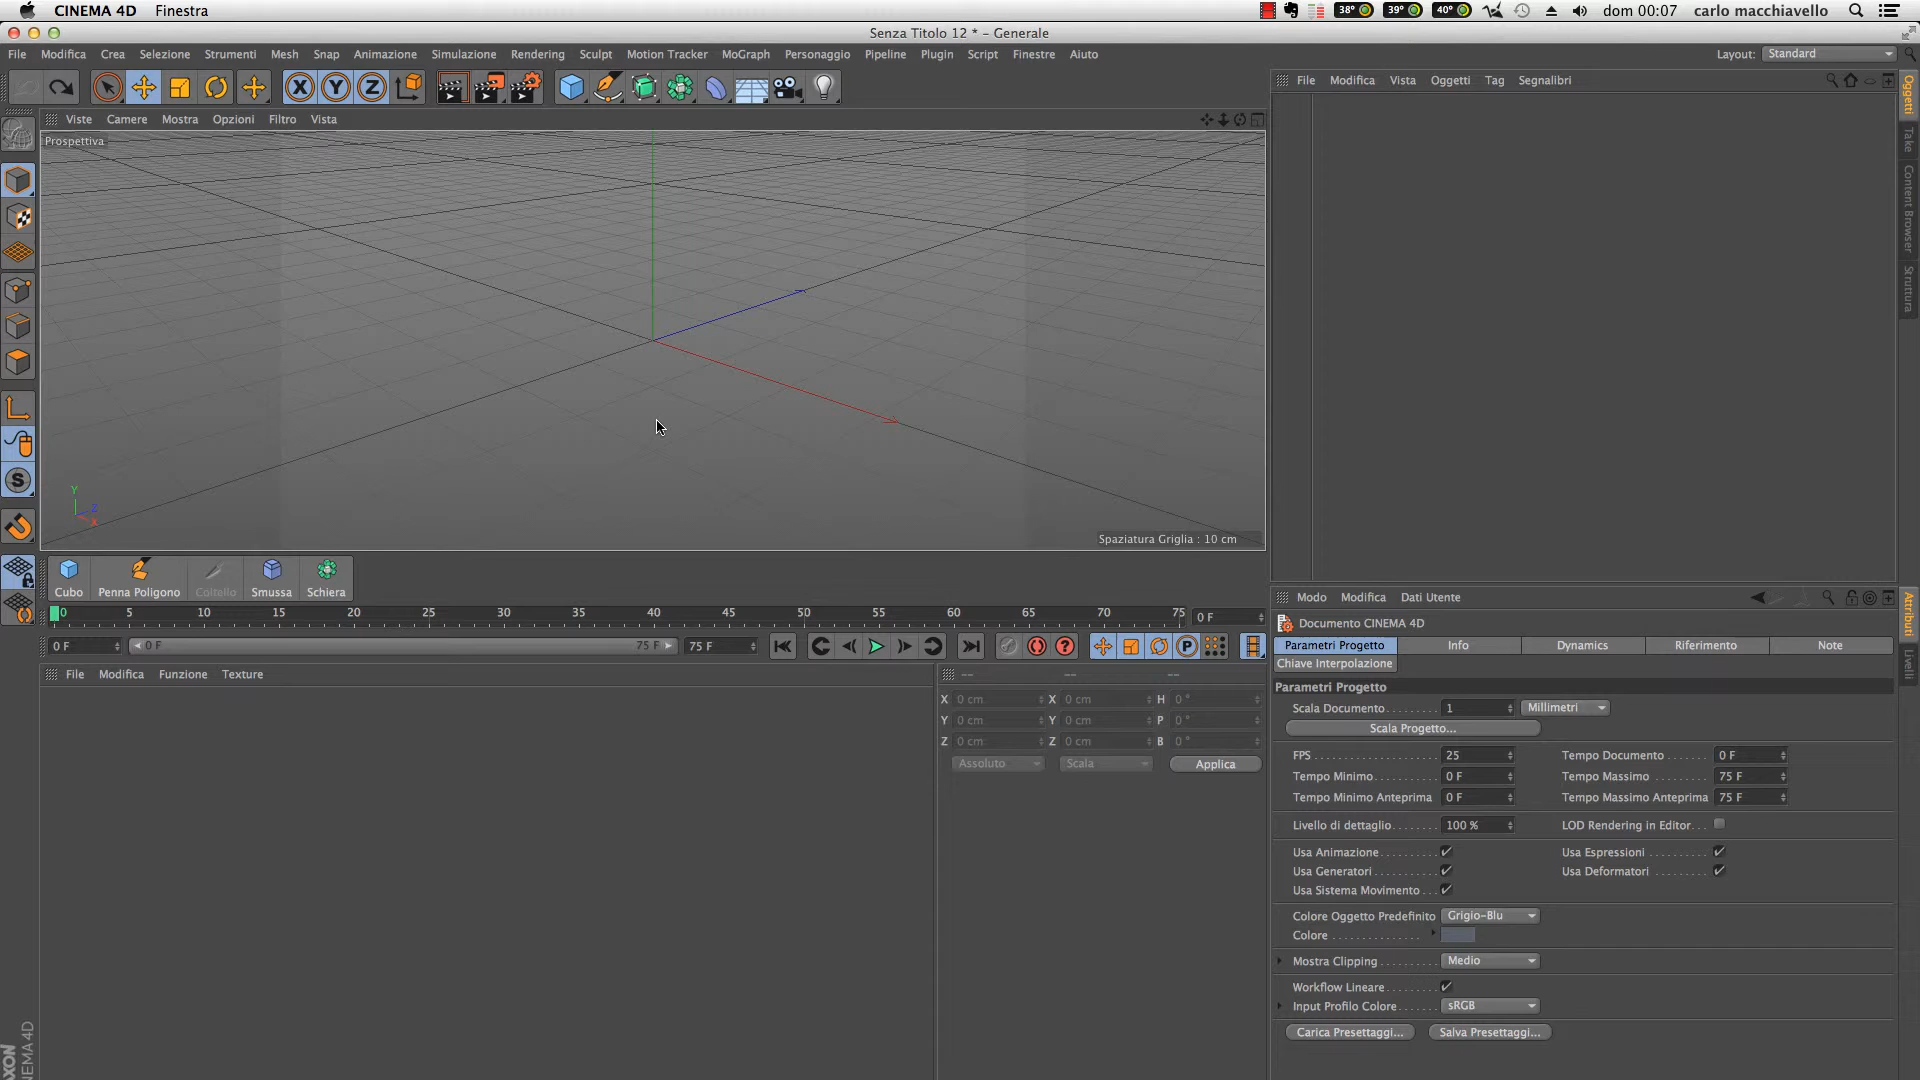 CINEMA 4D Finestra 38° 39° 40° dom 00:07 carlo macchiavello
Senza Titolo 12 * - Generale
File Modifica Crea Selezione Strumenti Mesh Snap Animazione Simulazione Rendering Sculpt Motion Tracker MoGraph Personaggio Pipeline Plugin Script Finestre Aiuto Layout: Standard
X Y Z
File Modifica Vista Oggetti Tag Segnalibri
Viste Camere Mostra Opzioni Filtro Vista
Prospettiva
Oggetti
Take
Content Browser
Struttura
Y
Z
X
S
Spaziatura Griglia : 10 cm
Cubo Penna Poligono Coltello Smussa Schiera
0 5 10 15 20 25 30 35 40 45 50 55 60 65 70 75 0 F
0 F 0 F 75 F 75 F ? P
File Modifica Funzione Texture
-- -- --
X 0 cm X 0 cm H 0 °
Y 0 cm Y 0 cm P 0 °
Z 0 cm Z 0 cm B 0 °
Assoluto Scala Applica
Modo Modifica Dati Utente
Attributi
Livelli
Documento CINEMA 4D
Parametri Progetto Info Dynamics Riferimento Note
Chiave Interpolazione
Parametri Progetto
Scala Documento 1 Millimetri
Scala Progetto...
FPS 25 Tempo Documento 0 F
Tempo Minimo 0 F Tempo Massimo 75 F
Tempo Minimo Anteprima 0 F Tempo Massimo Anteprima 75 F
Livello di dettaglio 100 % LOD Rendering in Editor
Usa Animazione Usa Espressioni
Usa Generatori Usa Deformatori
Usa Sistema Movimento
Colore Oggetto Predefinito Grigio-Blu
Colore
Mostra Clipping Medio
Workflow Lineare
Input Profilo Colore sRGB
Carica Presettaggi... Salva Presettaggi...